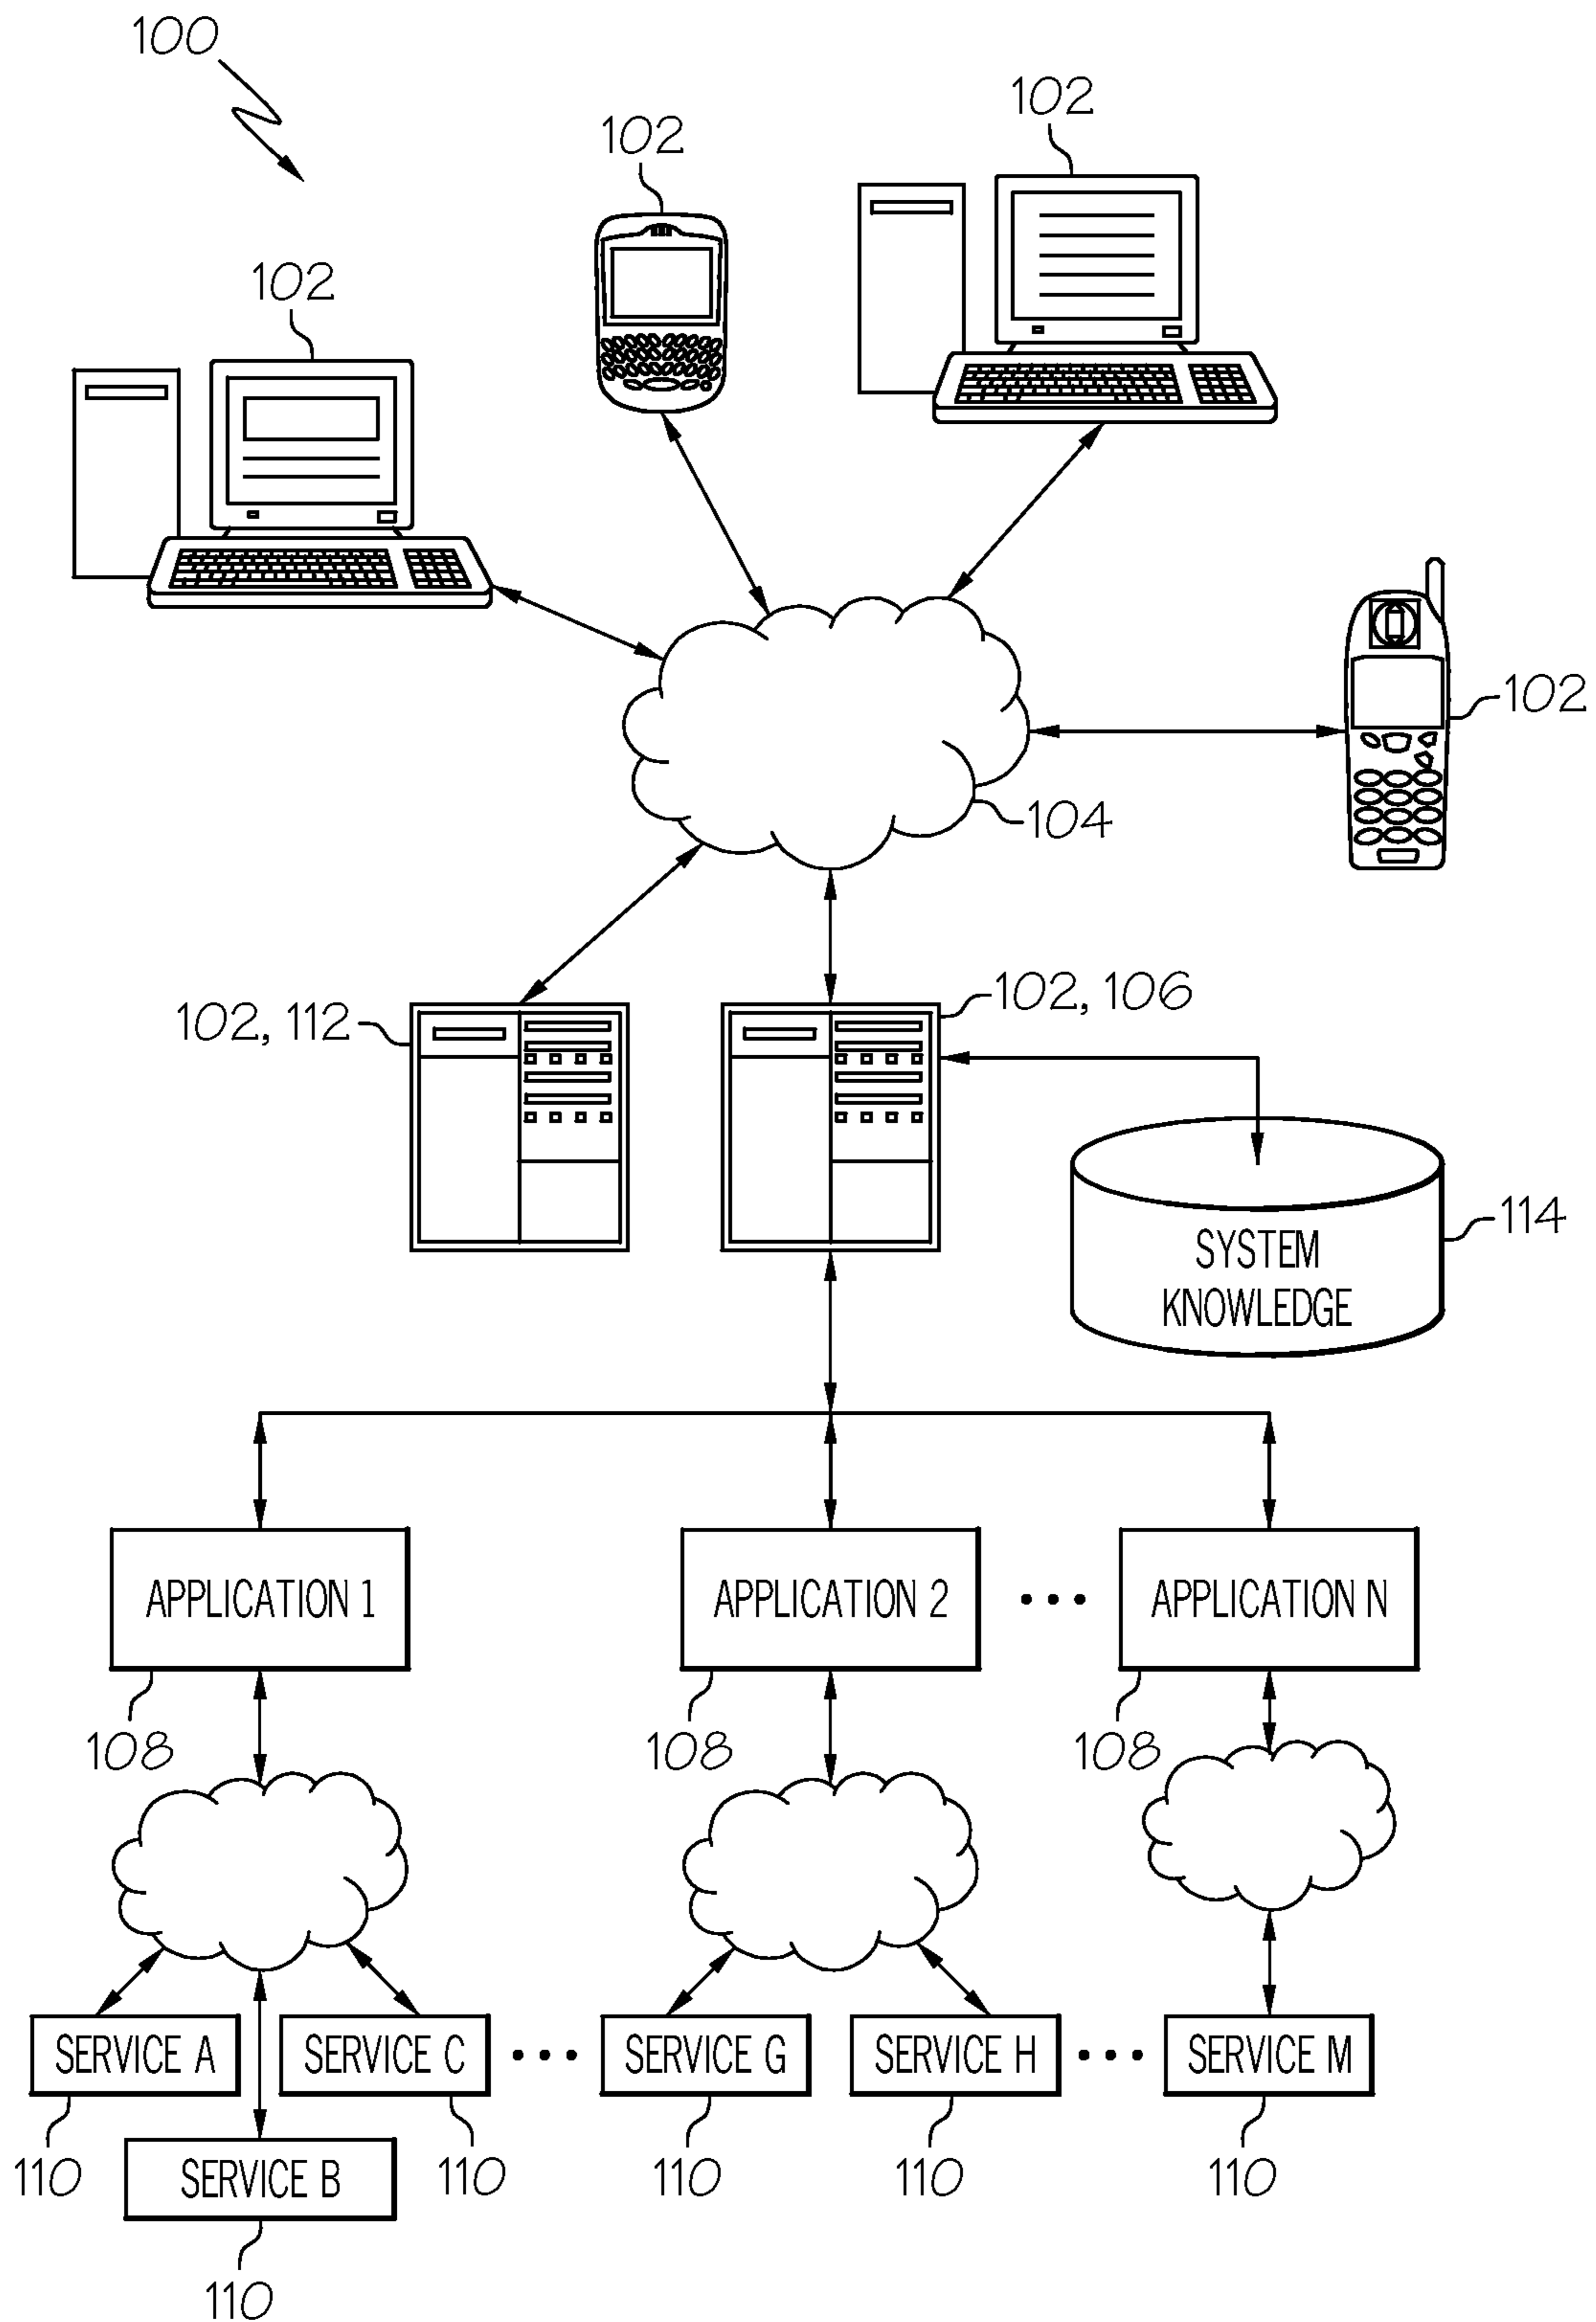 100
102
102
102
102
104
102, 112
102, 106
114
SYSTEM
KNOWLEDGE
APPLICATION 1
APPLICATION 2
•••
APPLICATION N
108
108
108
SERVICE A
SERVICE C
•••
SERVICE G
SERVICE H
•••
SERVICE M
110
SERVICE B
110
110
110
110
110